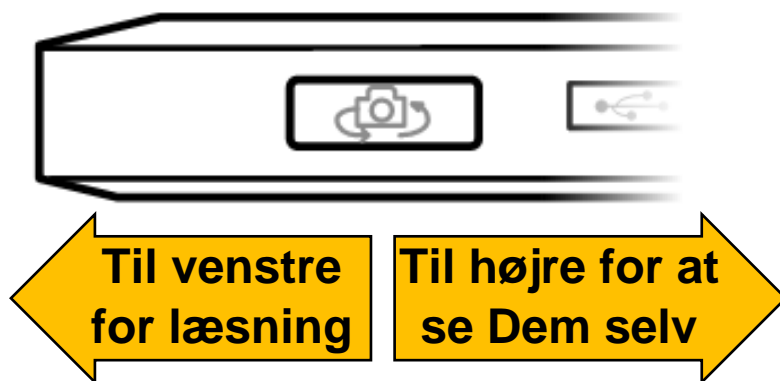 Til venstre
for læsning
Til højre for at
se Dem selv